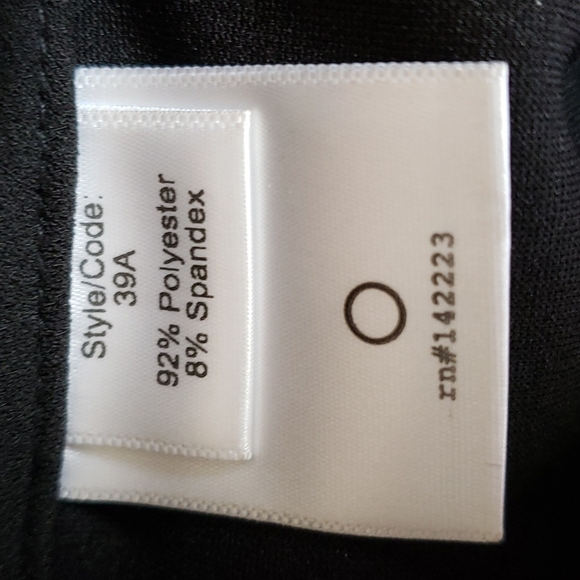 Style/Code:
39A
92% Polyester
8% Spandex
rn#142223